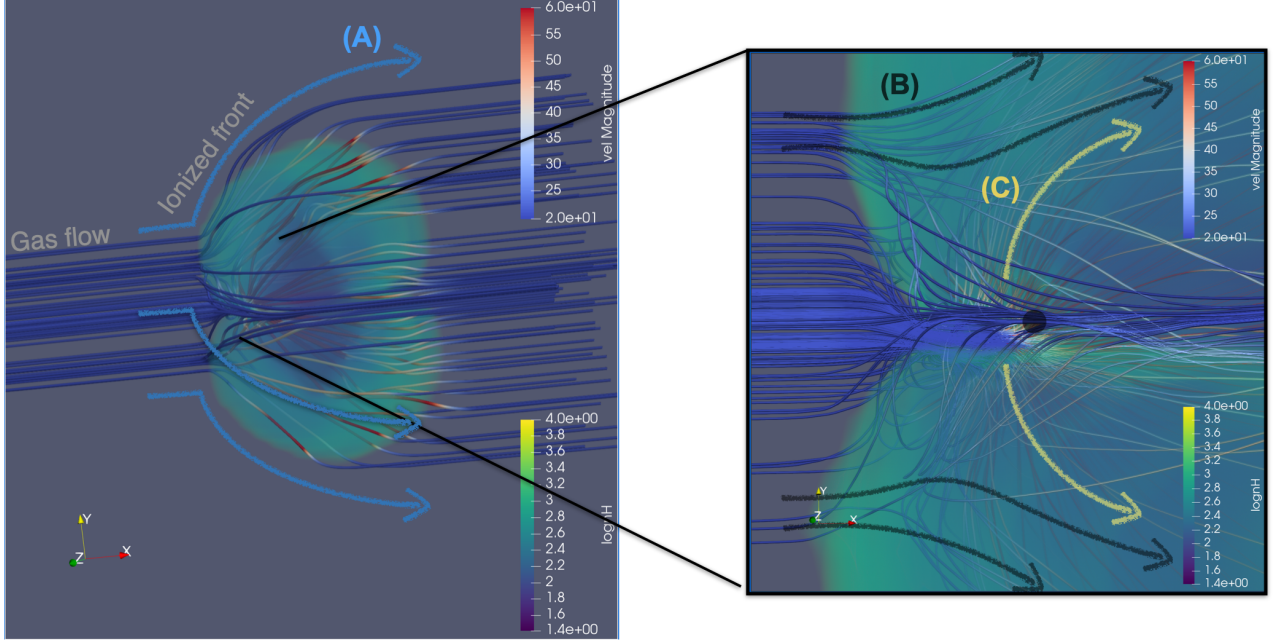 (A)
Ionized front
Gas flow
6.0e+01
55
50
45
40
35
30
25
2.0e+01
vel Magnitude
4.0e+00
3.8
3.6
3.4
3.2
3
2.8
2.6
2.4
2.2
2
1.8
1.6
1.4e+00
lognH
Y
Z
X
(B)
(C)
6.0e+01
55
50
45
40
35
30
25
2.0e+01
vel Magnitude
4.0e+00
3.8
3.6
3.4
3.2
3
2.8
2.6
2.4
2.2
2
1.8
1.6
1.4e+00
lognH
Y
Z
X